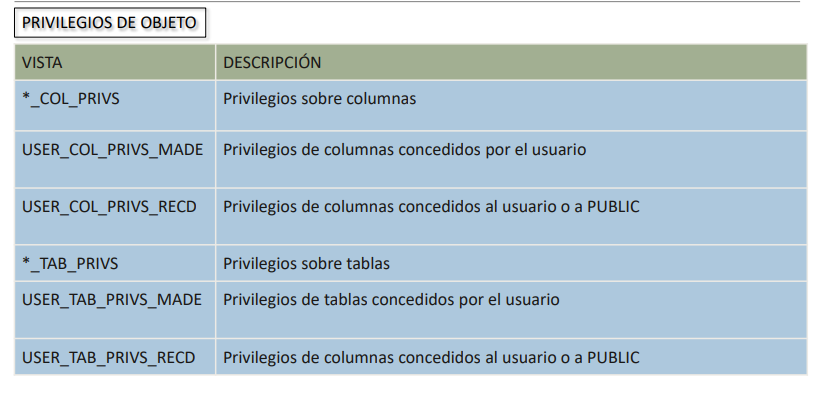 PRIVILEGIOS DE OBJETO
VISTA DESCRIPCIÓN
*_COL_PRIVS Privilegios sobre columnas
USER_COL_PRIVS_MADE Privilegios de columnas concedidos por el usuario
USER_COL_PRIVS_RECD Privilegios de columnas concedidos al usuario o a PUBLIC
*_TAB_PRIVS Privilegios sobre tablas
USER_TAB_PRIVS_MADE Privilegios de tablas concedidos por el usuario
USER_TAB_PRIVS_RECD Privilegios de columnas concedidos al usuario o a PUBLIC